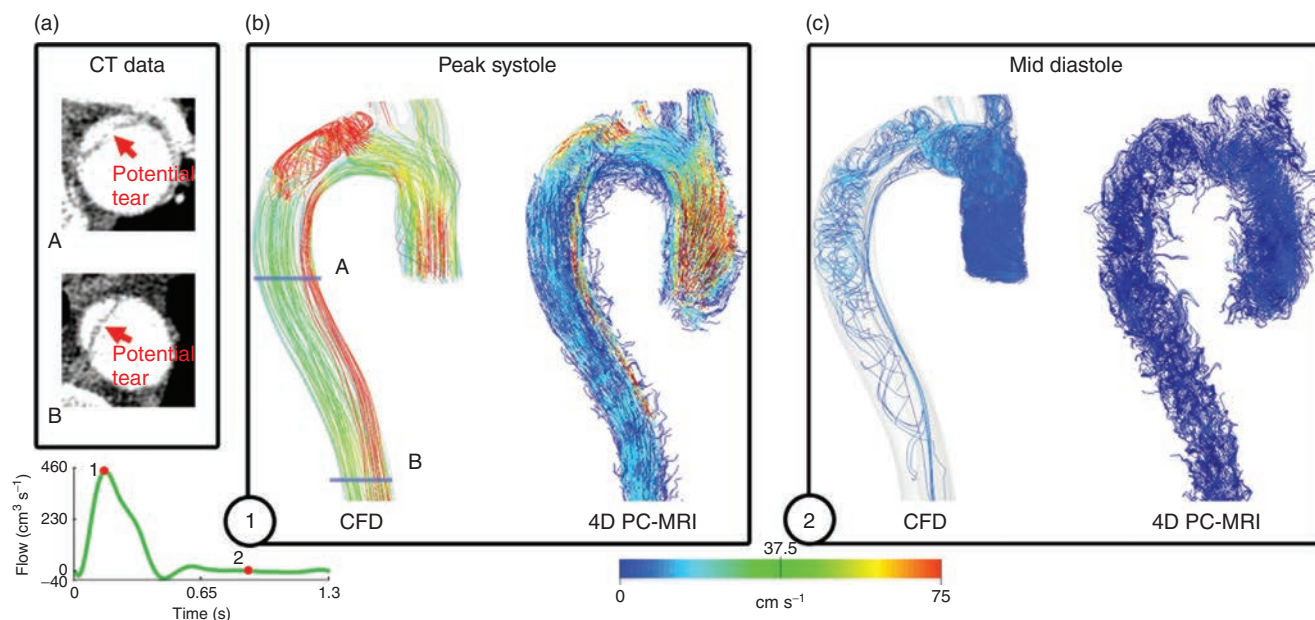 (a)
CT data
Potential
tear
A
Potential
tear
B
460
230
0
−40
Flow (cm³ s⁻¹)
1
2
0
0.65
1.3
Time (s)
(b)
Peak systole
A
B
1
CFD
4D PC-MRI
(c)
Mid diastole
2
CFD
4D PC-MRI
37.5
0
75
cm s⁻¹